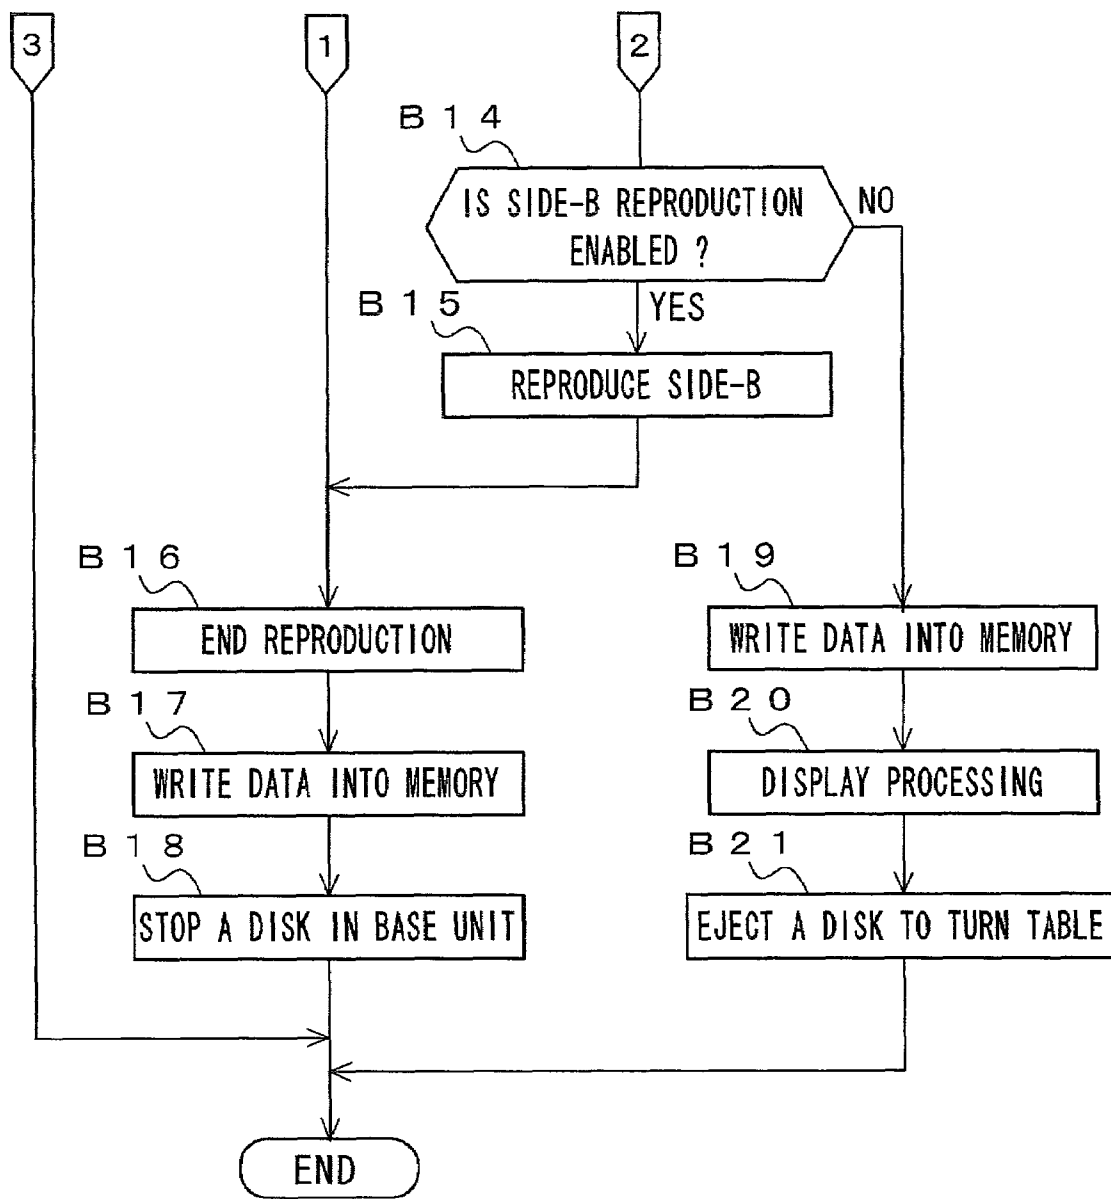 3
1
2
B14
IS SIDE-B REPRODUCTION
ENABLED ?
NO
B15
YES
REPRODUCE SIDE-B
B16
END REPRODUCTION
B19
WRITE DATA INTO MEMORY
B17
WRITE DATA INTO MEMORY
B20
DISPLAY PROCESSING
B18
STOP A DISK IN BASE UNIT
B21
EJECT A DISK TO TURN TABLE
END